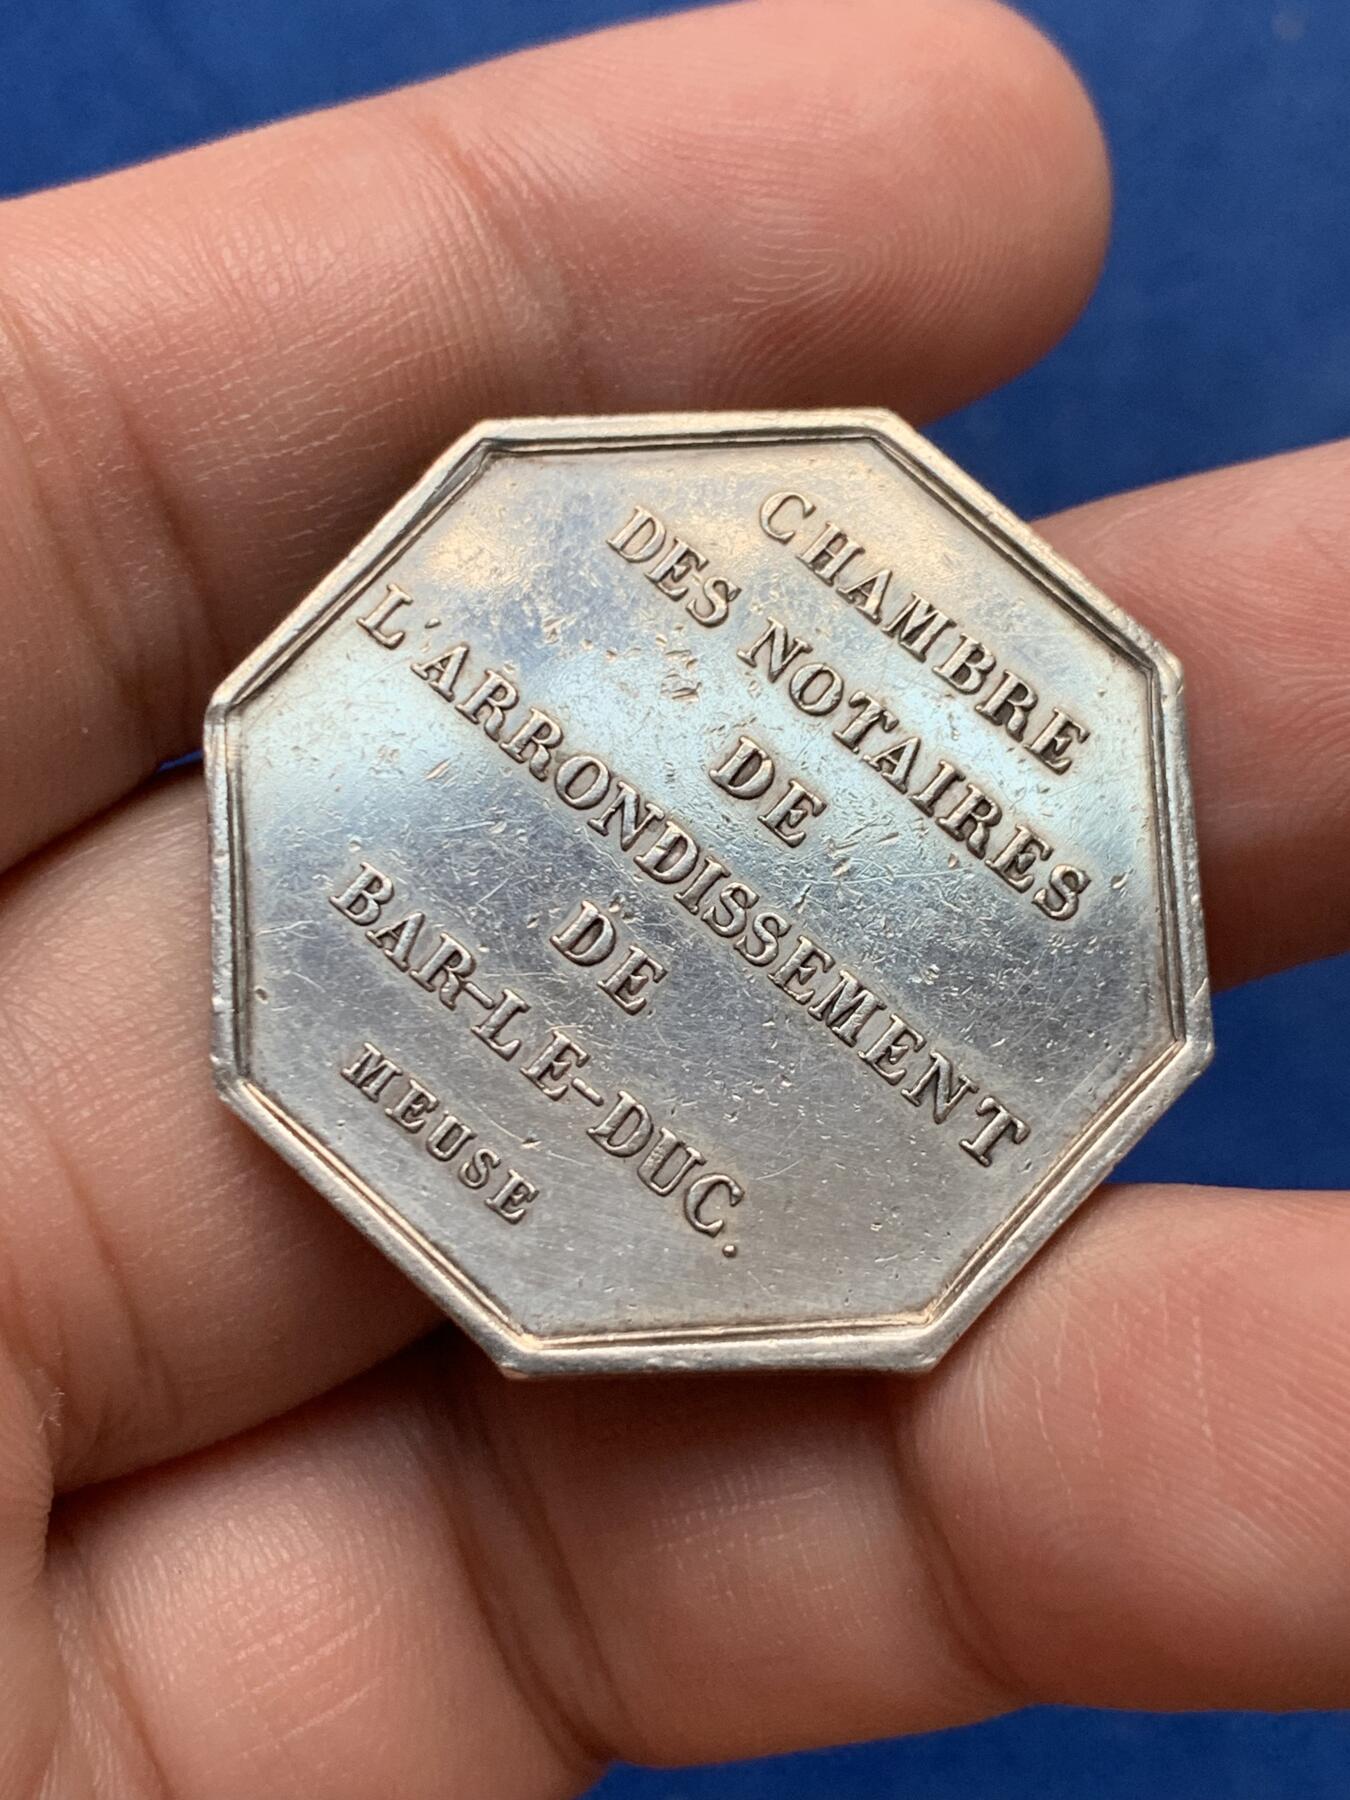 CHAMBRE
DES NOTAIRES
DE
L'ARRONDISSEMENT
DE
BAR-LE-DUC.
MEUSE